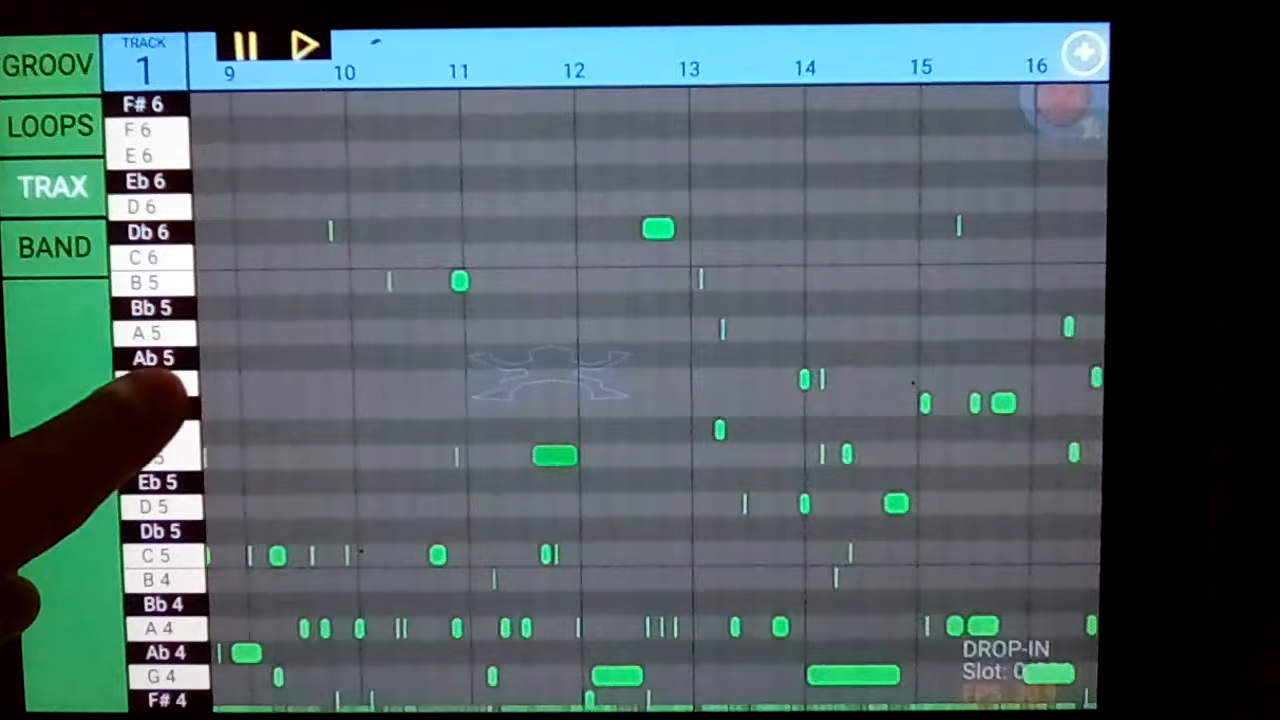 GROOV
LOOPS
TRAX
BAND
TRACK
1
9 10 11 12 13 14 15 16
F# 6
F 6
E 6
Eb 6
D 6
Db 6
C 6
B 5
Bb 5
A 5
Ab 5
5
Eb 5
D 5
Db 5
C 5
B 4
Bb 4
A 4
Ab 4
G 4
F# 4
DROP-IN
Slot: